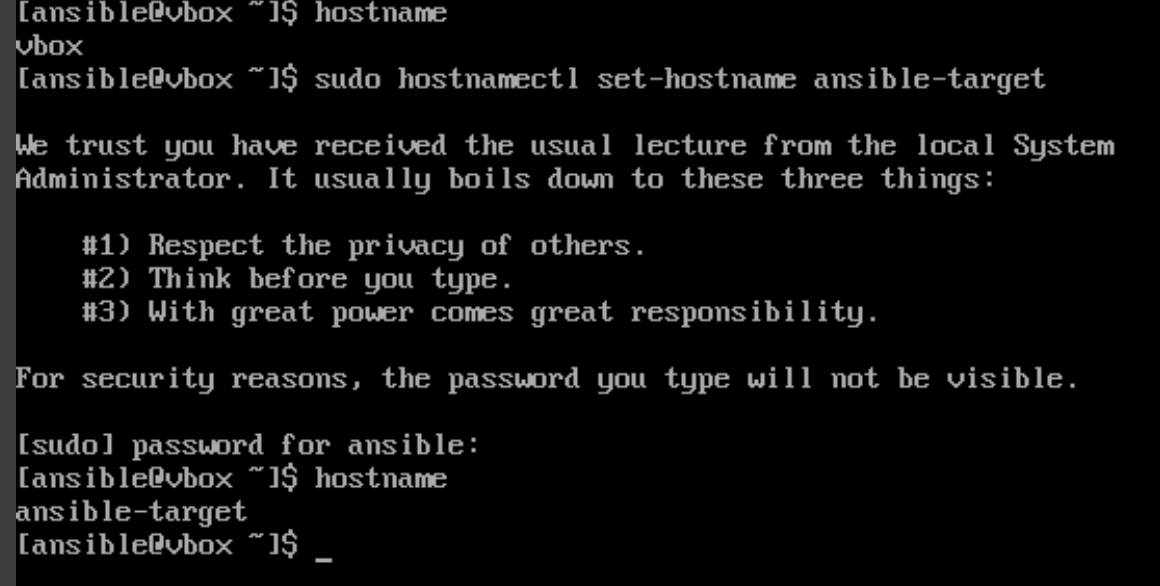 [ansible@vbox ~]$ hostname
vbox
[ansible@vbox ~]$ sudo hostnamectl set-hostname ansible-target
We trust you have received the usual lecture from the local System
Administrator. It usually boils down to these three things:
#1) Respect the privacy of others.
#2) Think before you type.
#3) With great power comes great responsibility.
For security reasons, the password you type will not be visible.
[sudo] password for ansible:
[ansible@vbox ~]$ hostname
ansible-target
[ansible@vbox ~]$ _